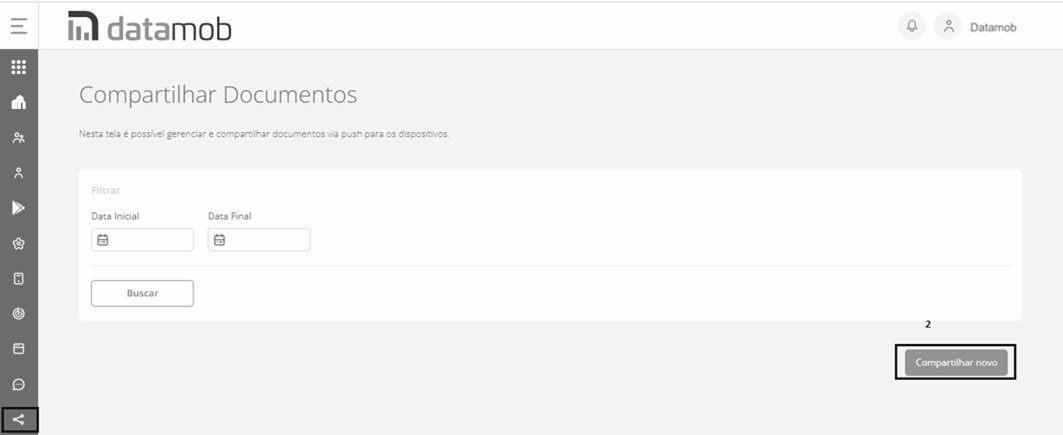 datamob
Datamob
Compartilhar Documentos
Nesta tela é possível gerenciar e compartilhar documentos via push para os dispositivos.
Filtrar
Data Inicial
Data Final
Buscar
2
Compartilhar novo